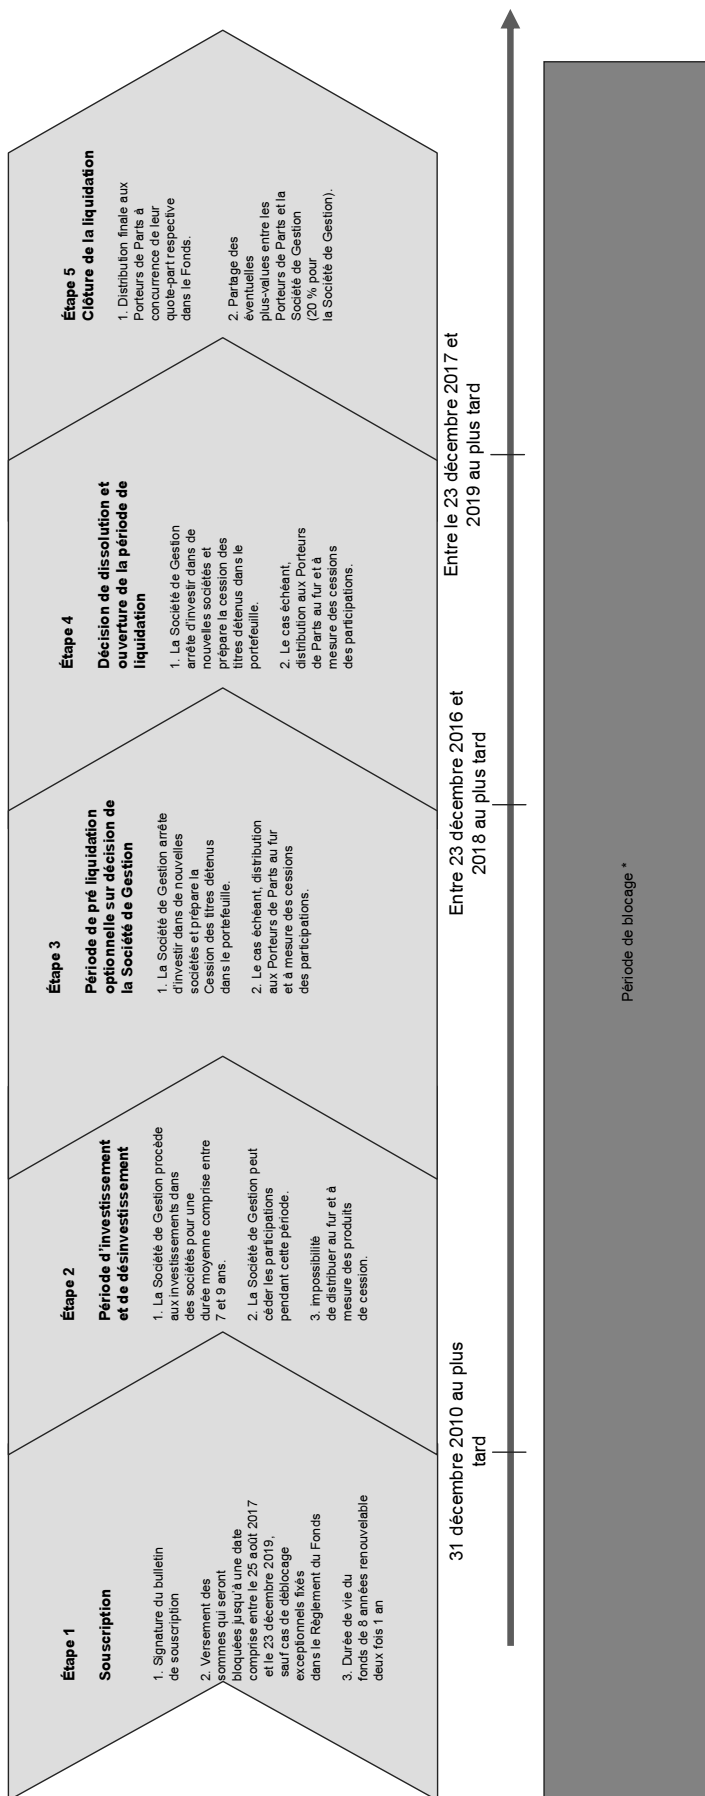 Étape 1
Souscription
1. Signature du bulletin
de souscription
2. Versement des
sommes qui seront
bloquées jusqu'à une date
comprise entre le 25 août 2017
et le 23 décembre 2019,
sauf cas de déblocage
exceptionnels fixés
dans le Règlement du Fonds
3. Durée de vie du
fonds de 8 années renouvelable
deux fois 1 an
Étape 2
Période d'investissement
et de désinvestissement
1. La Société de Gestion procède
aux investissements dans
des sociétés pour une
durée moyenne comprise entre
7 et 9 ans.
2. La Société de Gestion peut
céder les participations
pendant cette période.
3. impossibilité
de distribuer au fur et à
mesure des produits
de cession.
Étape 3
Période de pré liquidation
optionnelle sur décision de
la Société de Gestion
1. La Société de Gestion arrête
d'investir dans de nouvelles
sociétés et prépare la
Cession des titres détenus
dans le portefeuille.
2. Le cas échéant, distribution
aux Porteurs de Parts au fur
et à mesure des cessions
des participations.
Étape 4
Décision de dissolution et
ouverture de la période de
liquidation
1. La Société de Gestion
arrête d'investir dans de
nouvelles sociétés et
prépare la cession des
titres détenus dans le
portefeuille.
2. Le cas échéant,
distribution aux Porteurs
de Parts au fur et à
mesure des cessions
des participations.
Étape 5
Clôture de la liquidation
1. Distribution finale aux
Porteurs de Parts à
concurrence de leur
quote-part respective
dans le Fonds.
2. Partage des
éventuelles
plus-values entre les
Porteurs de Parts et la
Société de Gestion
(20 % pour
la Société de Gestion).
31 décembre 2010 au plus
tard
Entre 23 décembre 2016 et
2018 au plus tard
Entre le 23 décembre 2017 et
2019 au plus tard
Période de blocage *